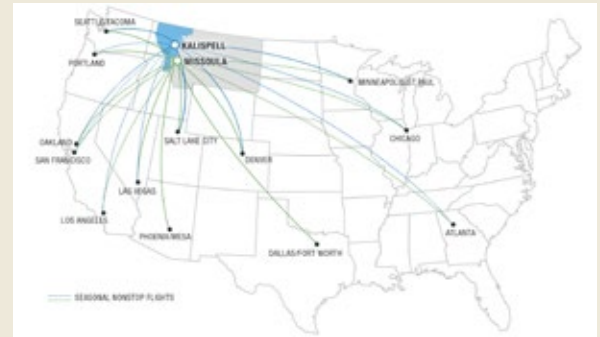 SEATTLE/TACOMA
KALISPELL
PORTLAND
MISSOULA
MINNEAPOLIS/ST. PAUL
OAKLAND
SALT LAKE CITY
CHICAGO
SAN FRANCISCO
DENVER
LAS VEGAS
LOS ANGELES
PHOENIX/MESA
ATLANTA
DALLAS/FORT WORTH
SEASONAL NONSTOP FLIGHTS